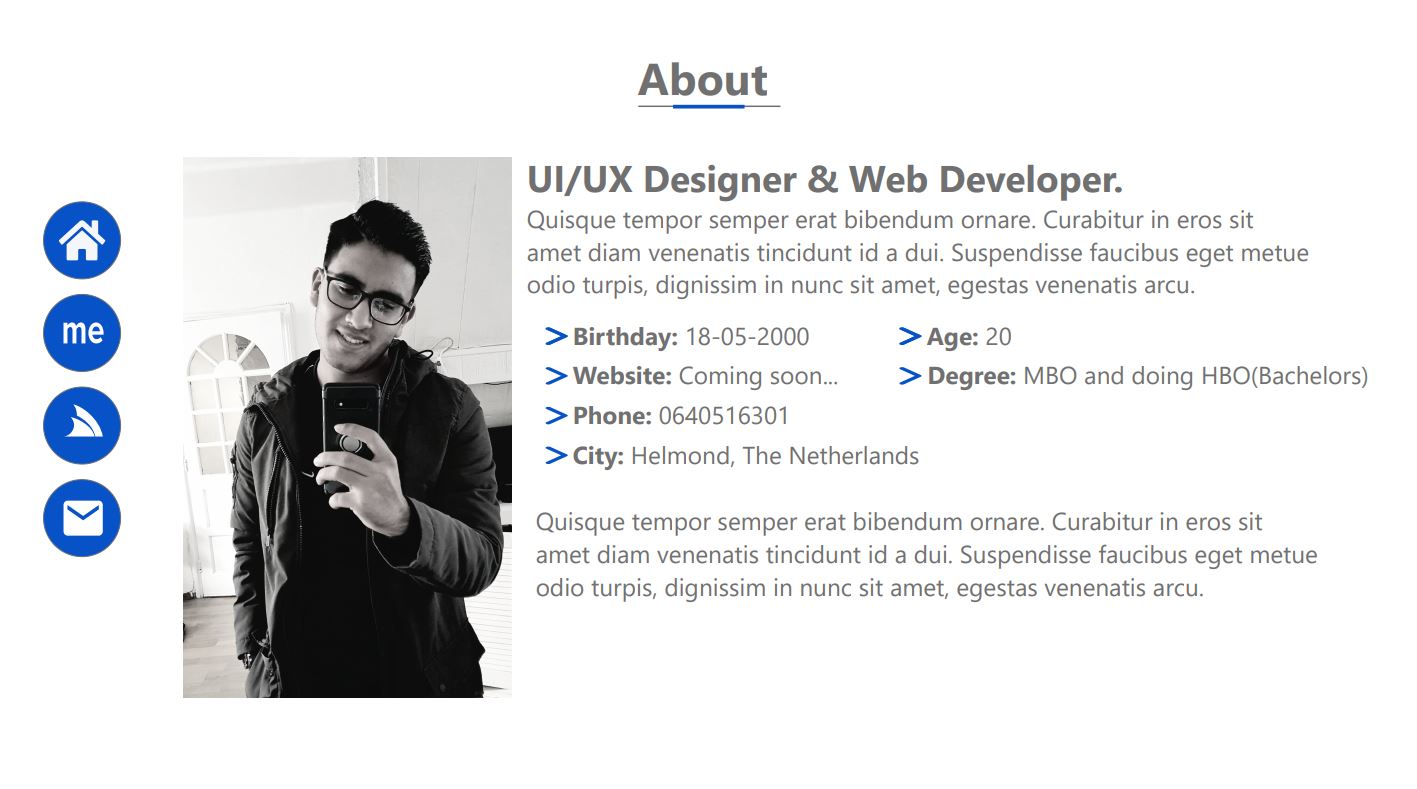 About
UI/UX Designer & Web Developer.
Quisque tempor semper erat bibendum ornare. Curabitur in eros sit
amet diam venenatis tincidunt id a dui. Suspendisse faucibus eget metue
odio turpis, dignissim in nunc sit amet, egestas venenatis arcu.
me
> Birthday: 18-05-2000
> Age: 20
> Website: Coming soon...
> Degree: MBO and doing HBO(Bachelors)
> Phone: 0640516301
> City: Helmond, The Netherlands
Quisque tempor semper erat bibendum ornare. Curabitur in eros sit
amet diam venenatis tincidunt id a dui. Suspendisse faucibus eget metue
odio turpis, dignissim in nunc sit amet, egestas venenatis arcu.